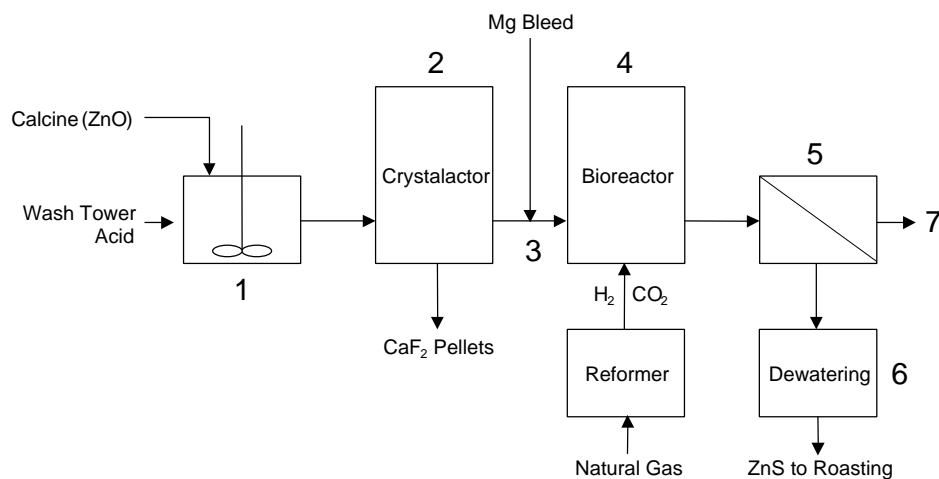 Mg Bleed
2
4
Calcine (ZnO)
5
Crystalactor
Bioreactor
Wash Tower
Acid
7
3
1
H2 CO2
CaF2 Pellets
Reformer
Dewatering
6
Natural Gas
ZnS to Roasting